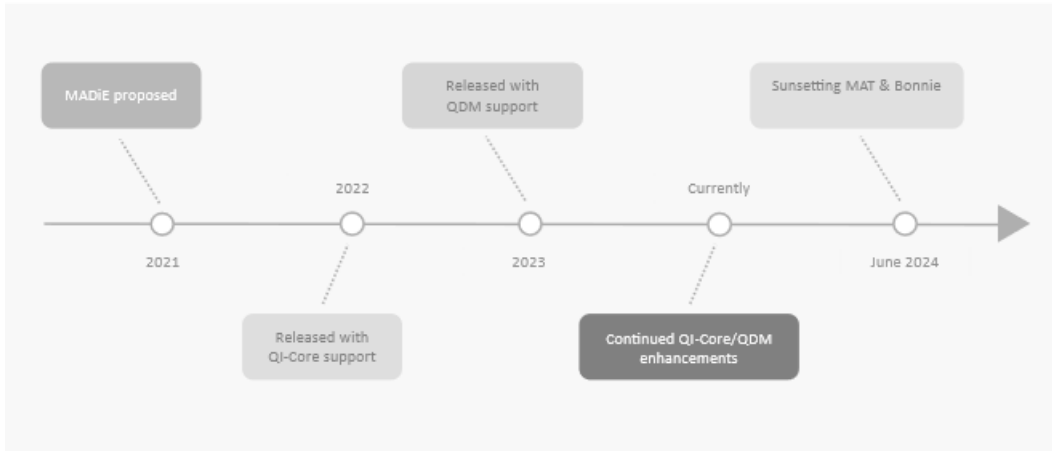 MADiE proposed
2021
2022
Released with
QI-Core support
Released with
QDM support
2023
Currently
Continued QI-Core/QDM
enhancements
Sunsetting MAT & Bonnie
June 2024